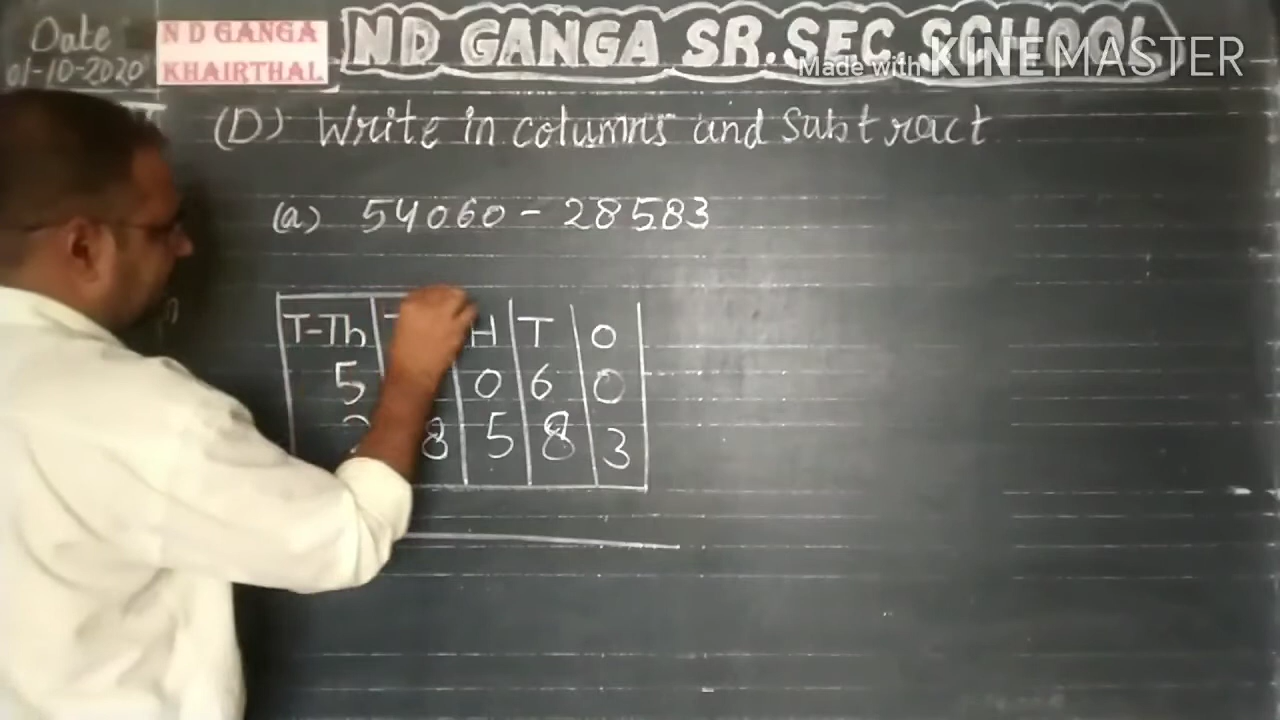 Date
01-10-2020
N D GANGA
KHAIRTHAL
N D GANGA SR. SEC. SCHOOL
Made with KINEMASTER
(D) Write in columns and Subtract
(a) 54060 - 28583
T-Th H T O
5 0 6 0
2 8 5 8 3